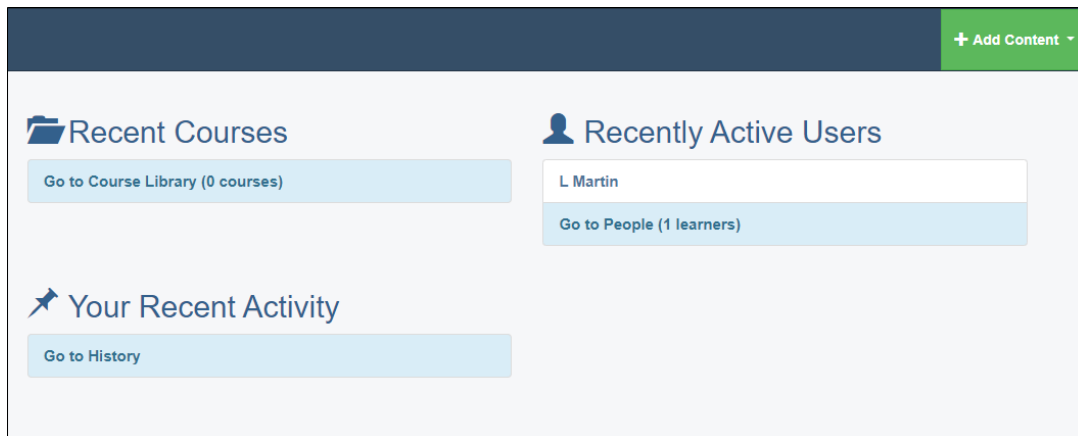 Add Content
Recent Courses
Go to Course Library (0 courses)
Recently Active Users
L Martin
Go to People (1 learners)
Your Recent Activity
Go to History